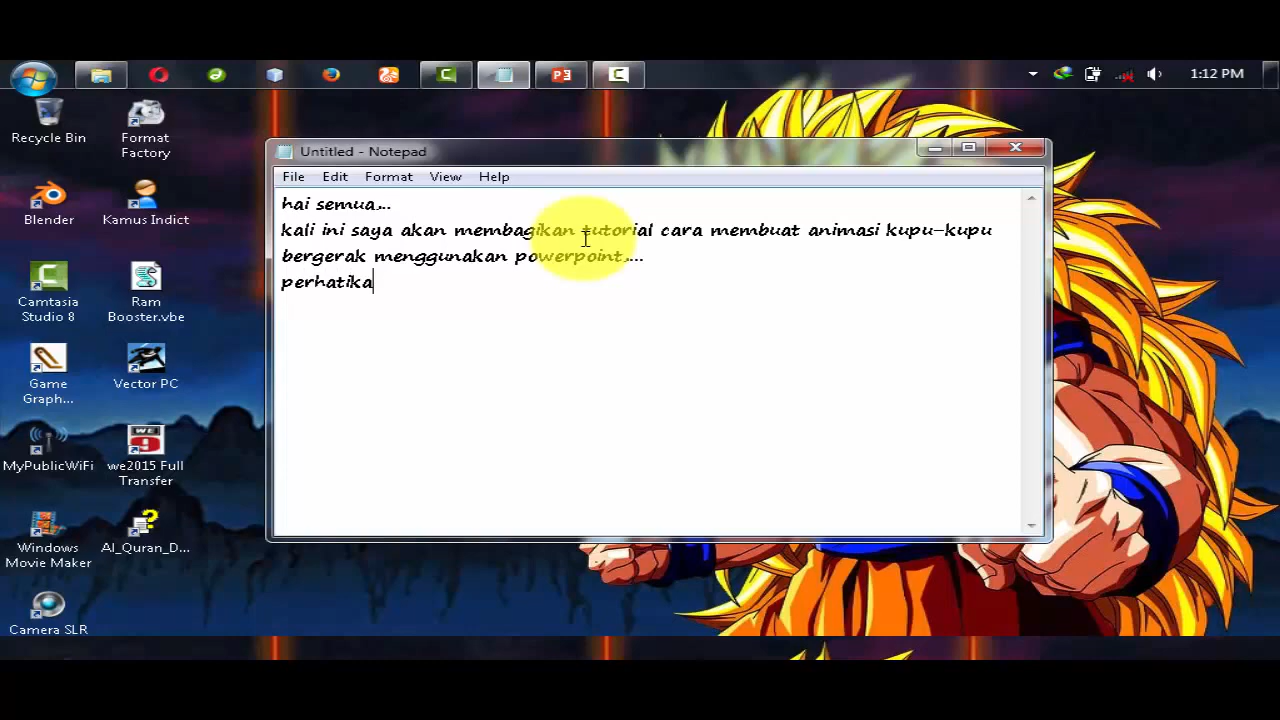 1:12 PM
Recycle Bin
Format
Factory
Untitled - Notepad
File Edit Format View Help
hai semua,..
kali ini saya akan membagikan tutorial cara membuat animasi kupu-kupu
bergerak menggunakan powerpoint,...
perhatika
Blender
Kamus Indict
Camtasia
Studio 8
Ram
Booster.vbe
Game
Graph...
Vector PC
MyPublicWiFi
we2015 Full
Transfer
Windows
Movie Maker
Al_Quran_D...
Camera SLR